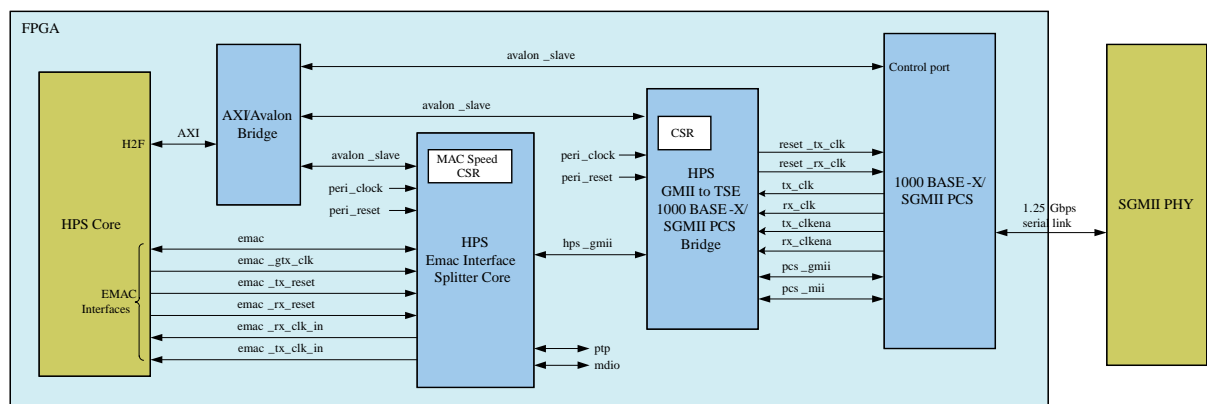 FPGA
HPS Core
H2F
EMAC
Interfaces
AXI
AXI/Avalon
Bridge
avalon _slave
avalon _slave
avalon _slave
peri_clock
peri_reset
emac
emac _gtx_clk
emac _tx_reset
emac _rx_reset
emac _rx_clk_in
emac _tx_clk_in
MAC Speed
CSR
HPS
Emac Interface
Splitter Core
hps _gmii
ptp
mdio
peri_clock
peri_reset
CSR
HPS
GMII to TSE
1000 BASE -X/
SGMII PCS
Bridge
reset _tx_clk
reset _rx_clk
tx_clk
rx_clk
tx_clkena
rx_clkena
pcs _gmii
pcs _mii
Control port
1000 BASE -X/
SGMII PCS
1.25 Gbps
serial link
SGMII PHY